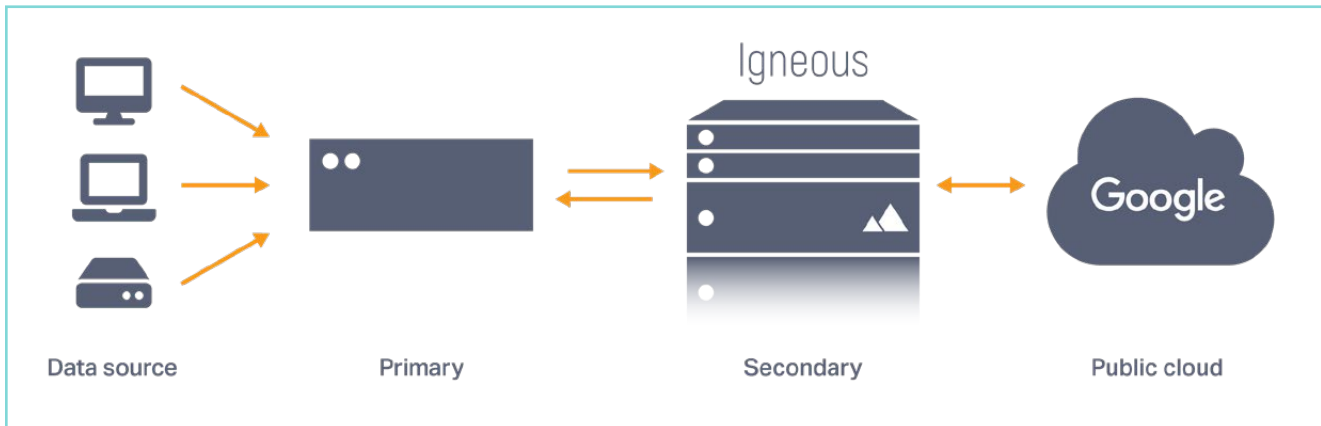 Igneous
Google
Data source
Primary
Secondary
Public cloud